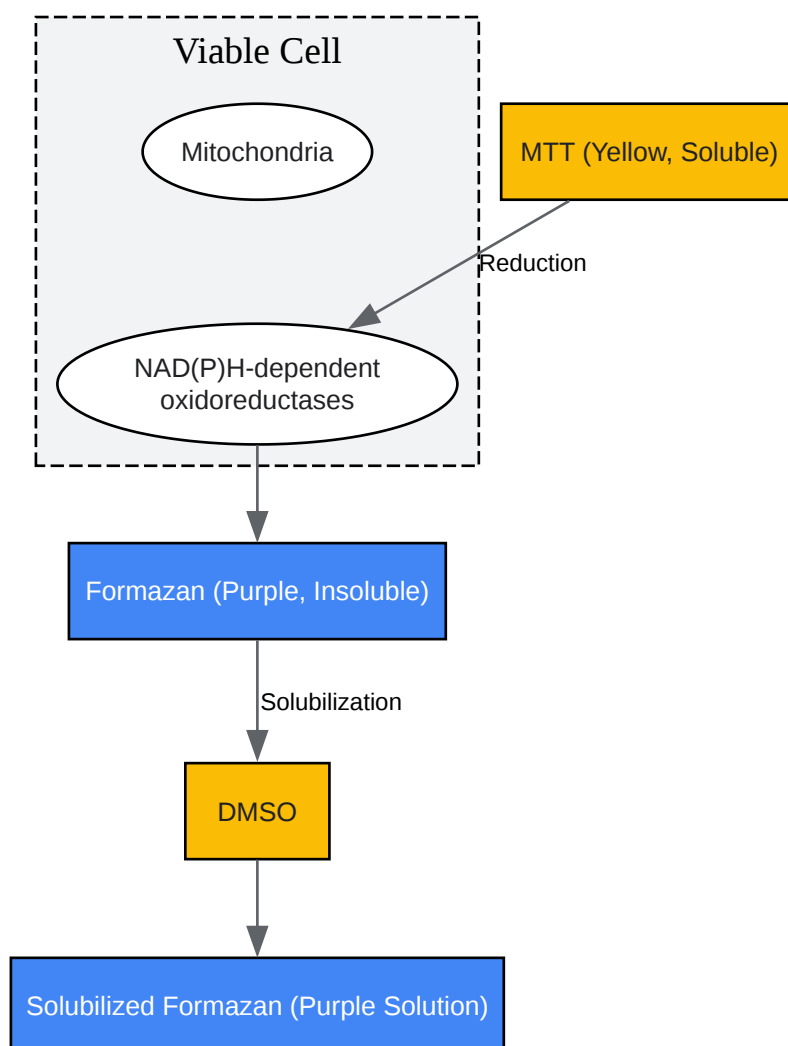 Viable Cell
Mitochondria
MTT (Yellow, Soluble)
Reduction
NAD(P)H-dependent
oxidoreductases
Formazan (Purple, Insoluble)
Solubilization
DMSO
Solubilized Formazan (Purple Solution)